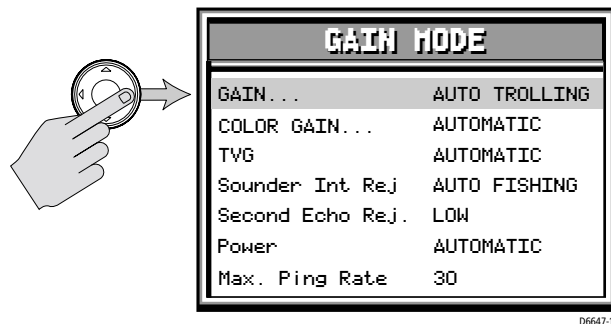 GAIN MODE
GAIN... AUTO TROLLING
COLOR GAIN... AUTOMATIC
TVG AUTOMATIC
Sounder Int Rej AUTO FISHING
Second Echo Rej. LOW
Power AUTOMATIC
Max. Ping Rate 30